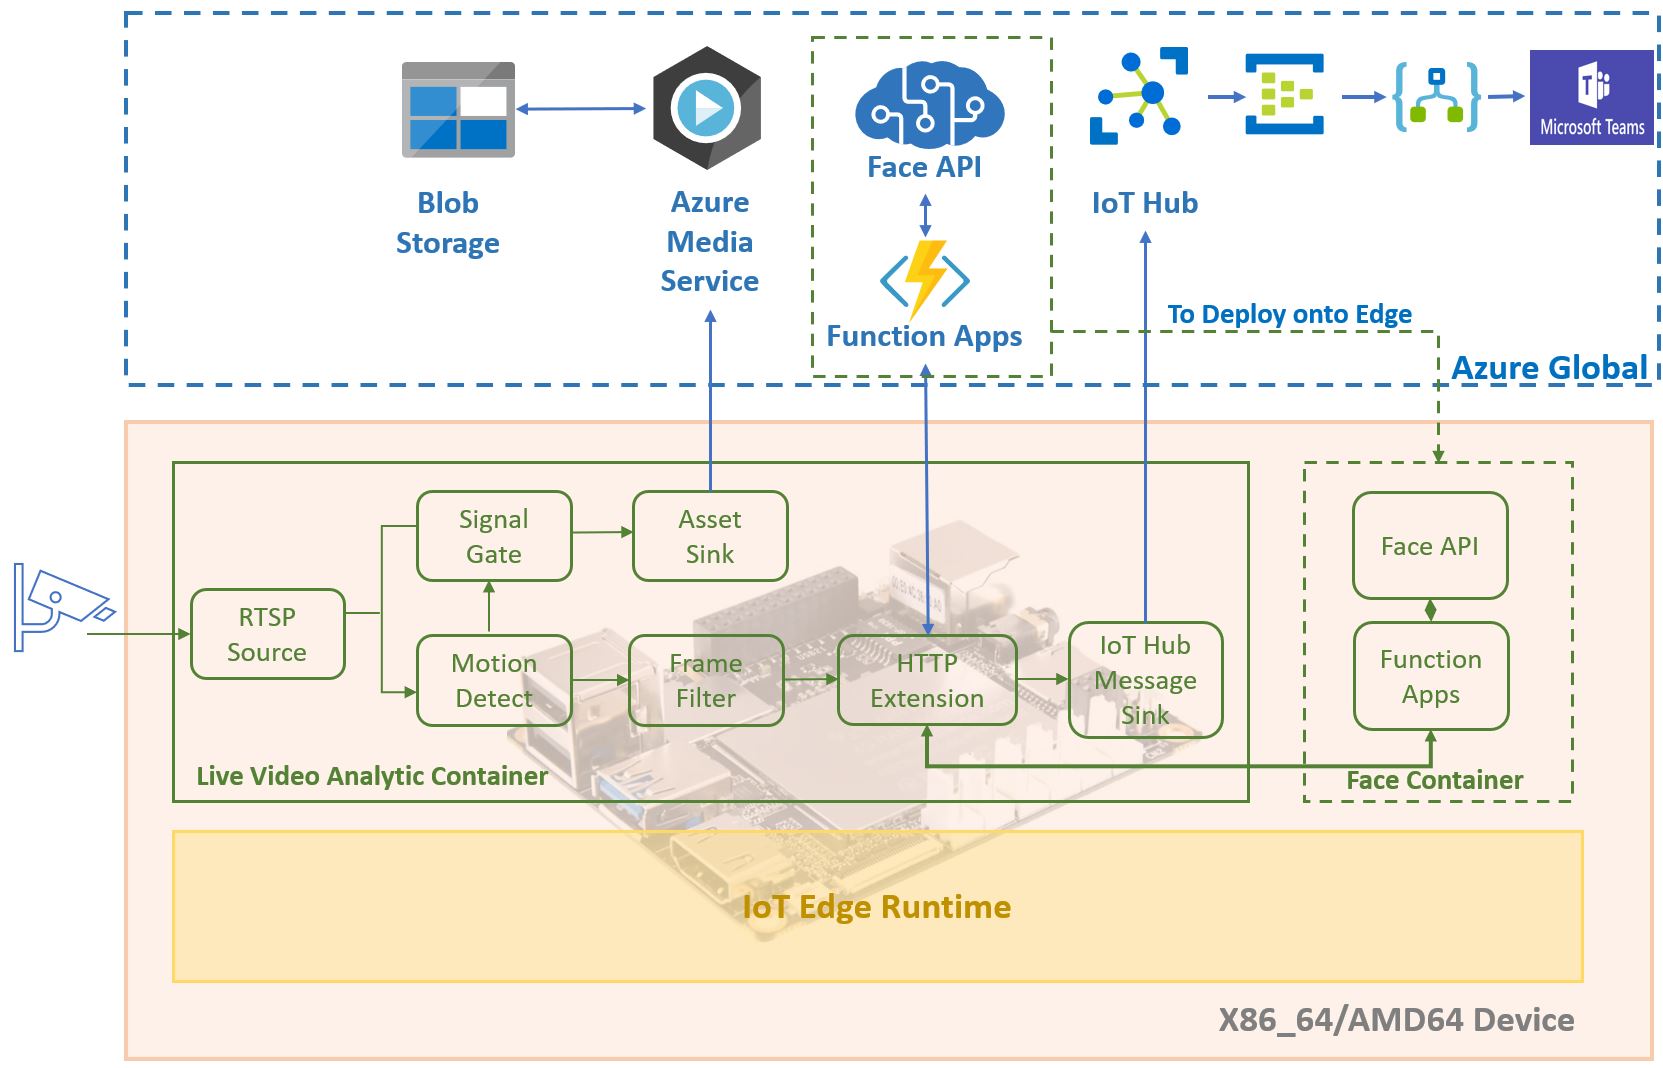 Blob
Storage
Azure
Media
Service
Face API
Function Apps
IoT Hub
T
Microsoft Teams
To Deploy onto Edge
Azure Global
Signal
Gate
Asset
Sink
RTSP
Source
Motion
Detect
Frame
Filter
HTTP
Extension
IoT Hub
Message
Sink
Live Video Analytic Container
Face API
Function
Apps
Face Container
IoT Edge Runtime
X86_64/AMD64 Device